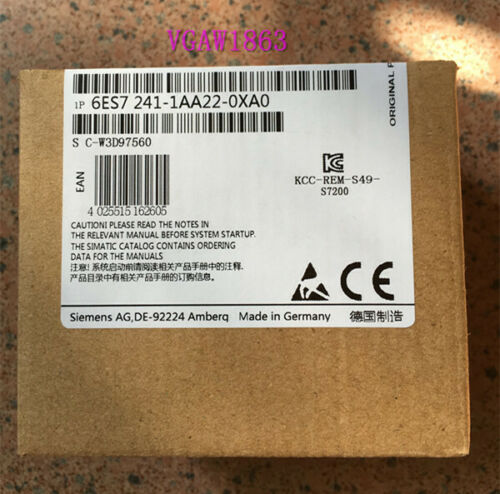 VGAW1863
1P 6ES7 241-1AA22-0XA0
S C-W3D97560
ORIGINAL
EAN
4 025515 162605
KCC-REM-S49-
S7200
CAUTION! PLEASE READ THE NOTES IN
THE RELEVANT MANUAL BEFORE SYSTEM STARTUP.
THE SIMATIC CATALOG CONTAINS ORDERING
DATA FOR THE MANUALS
注意!系统启动前请阅读相关产品手册中的注释.
产品目录中有相关产品手册的订购信息。
CE
Siemens AG,DE-92224 Amberg Made in Germany 德国制造